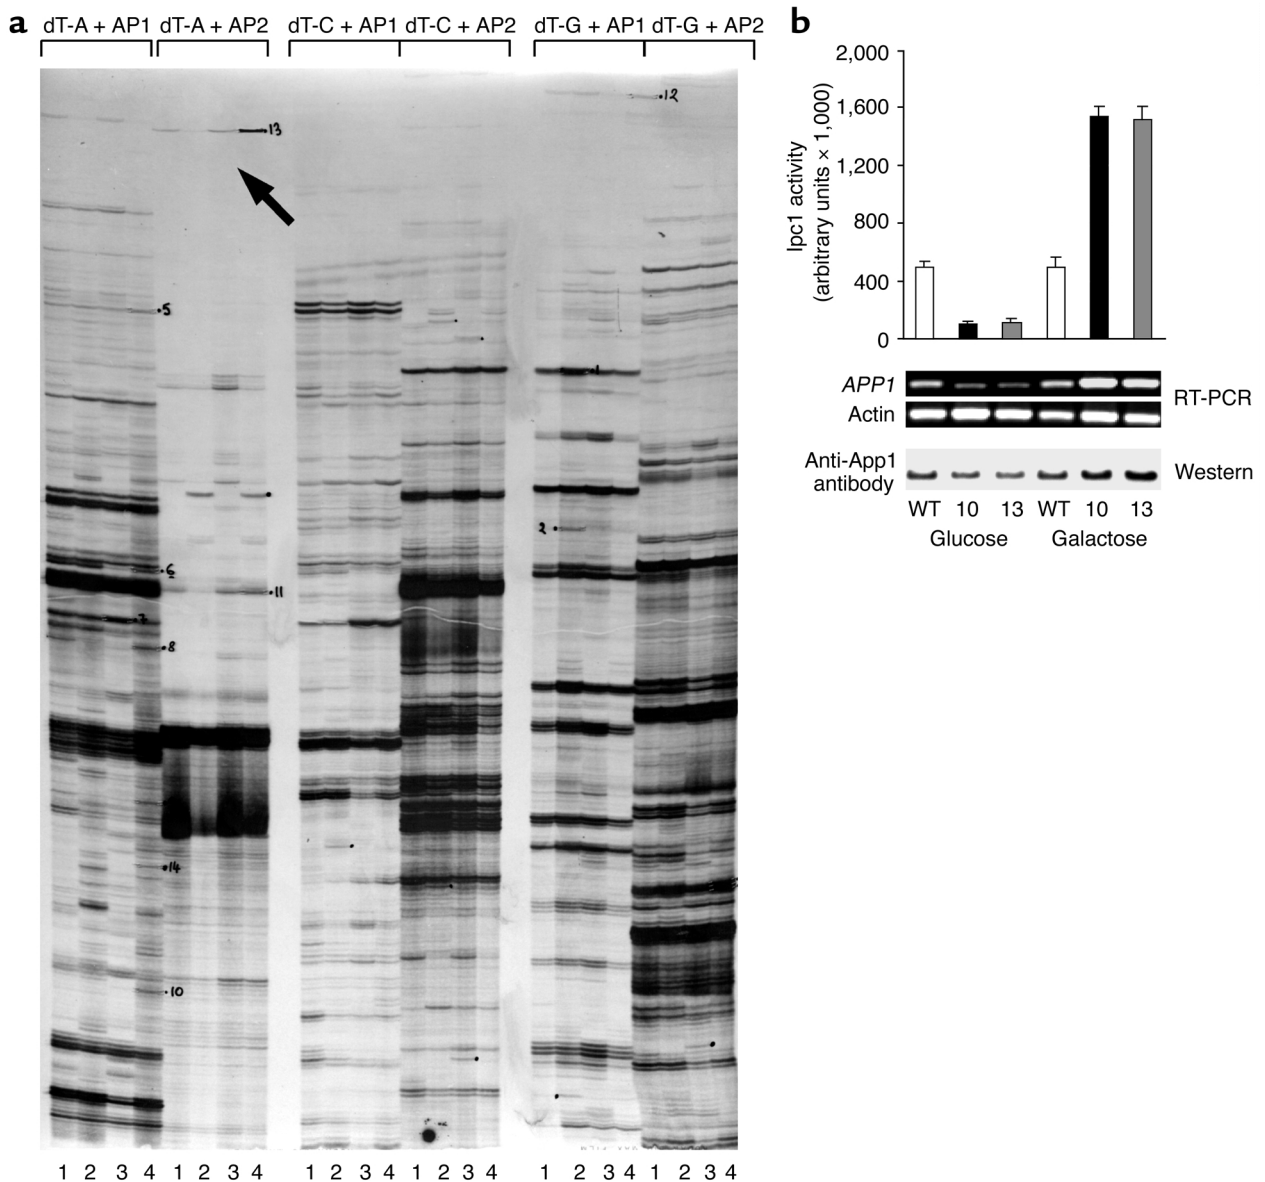 a
dT-A + AP1 dT-A + AP2 dT-C + AP1 dT-C + AP2 dT-G + AP1 dT-G + AP2
12
13
5
1
2
6
11
7
8
14
10
1 2 3 4 1 2 3 4 1 2 3 4 1 2 3 4 1 2 3 4 1 2 3 4
b
Ipc1 activity
(arbitrary units × 1,000)
2,000
1,600
1,200
800
400
0
APP1
Actin
RT-PCR
Anti-App1
antibody
Western
WT 10 13 WT 10 13
Glucose Galactose